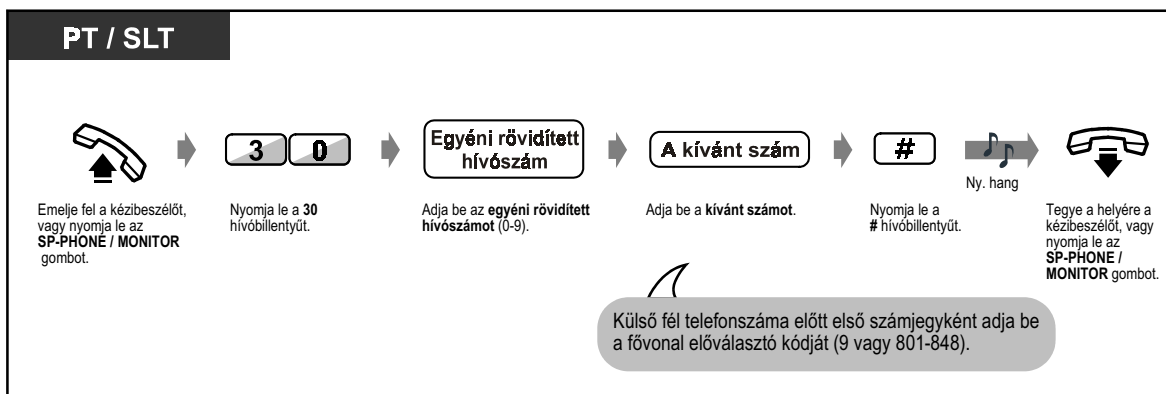 PT / SLT
3 0
Egyéni rövidített
hívószám
A kívánt szám
#
Ny. hang
Emelje fel a kézibeszélőt,
vagy nyomja le az
SP-PHONE / MONITOR
gombot.
Nyomja le a 30
hívóbillentyűt.
Adja be az egyéni rövidített
hívószámot (0-9).
Adja be a kívánt számot.
Nyomja le a
# hívóbillentyűt.
Tegye a helyére a
kézibeszélőt, vagy
nyomja le az
SP-PHONE /
MONITOR gombot.
Külső fél telefonszáma előtt első számjegyként adja be
a fővonal előválasztó kódját (9 vagy 801-848).